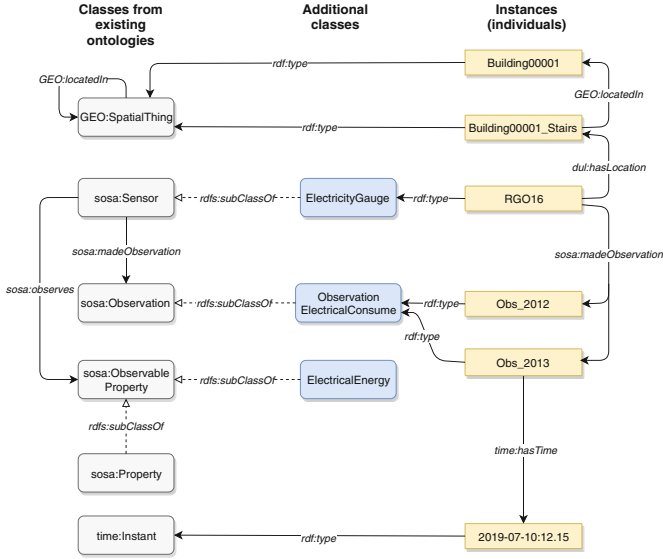 Classes from
existing
ontologies
Additional
classes
Instances
(individuals)
GEO:locatedIn
rdf:type
Building00001
GEO:SpatialThing
GEO:locatedIn
rdf:type
Building00001_Stairs
dul:hasLocation
sosa:Sensor
rdfs:subClassOf
ElectricityGauge
rdf:type
RGO16
sosa:madeObservation
sosa:madeObservation
sosa:observes
sosa:Observation
rdfs:subClassOf
Observation
ElectricalConsume
rdf:type
Obs_2012
rdf:type
Obs_2013
sosa:Observable
Property
rdfs:subClassOf
ElectricalEnergy
rdfs:subClassOf
time:hasTime
sosa:Property
time:Instant
rdf:type
2019-07-10:12.15